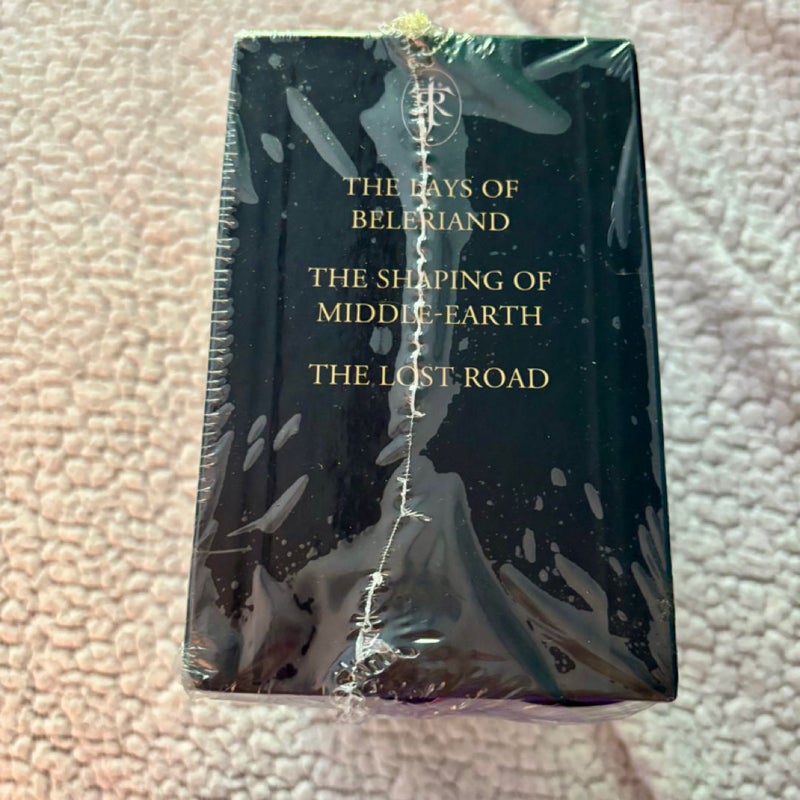 THE LAYS OF
BELERIAND
THE SHAPING OF
MIDDLE-EARTH
THE LOST ROAD